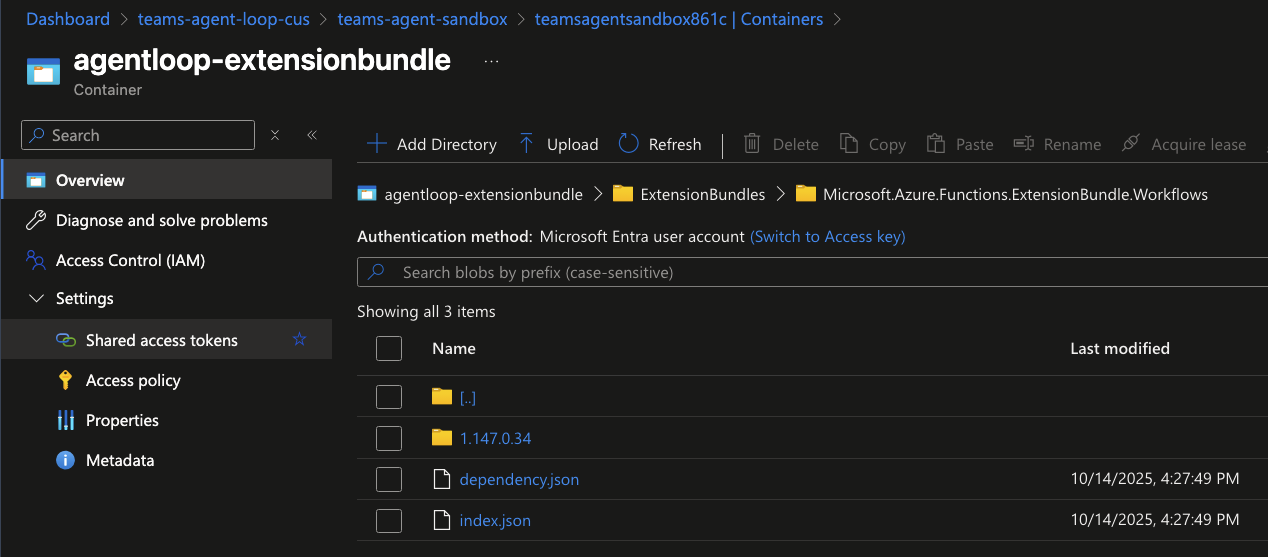 Dashboard > teams-agent-loop-cus > teams-agent-sandbox > teamsagentsandbox861c | Containers >
agentloop-extensionbundle ...
Container
Search
Add Directory Upload Refresh Delete Copy Paste Rename Acquire lease
Overview
Diagnose and solve problems
Access Control (IAM)
Settings
Shared access tokens
Access policy
Properties
Metadata
agentloop-extensionbundle > ExtensionBundles > Microsoft.Azure.Functions.ExtensionBundle.Workflows
Authentication method: Microsoft Entra user account (Switch to Access key)
Search blobs by prefix (case-sensitive)
Showing all 3 items
Name Last modified
[..]
1.147.0.34
dependency.json 10/14/2025, 4:27:49 PM
index.json 10/14/2025, 4:27:49 PM